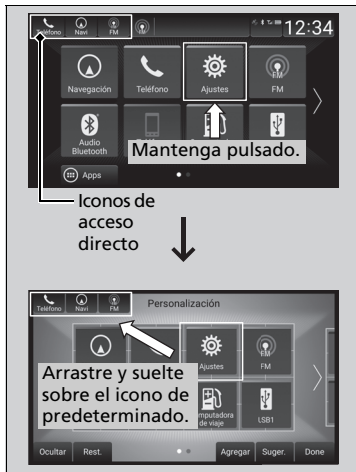 Teléfono Navi FM
12:34
Navegación Teléfono Ajustes FM
Audio
Bluetooth
Mantenga pulsado.
Apps
Iconos de
acceso
directo
Teléfono Navi FM Personalización
Ajustes FM
Arrastre y suelte
sobre el icono de
predeterminado.
de viaje
USB1
Ocultar Rest. Agregar Suger. Done